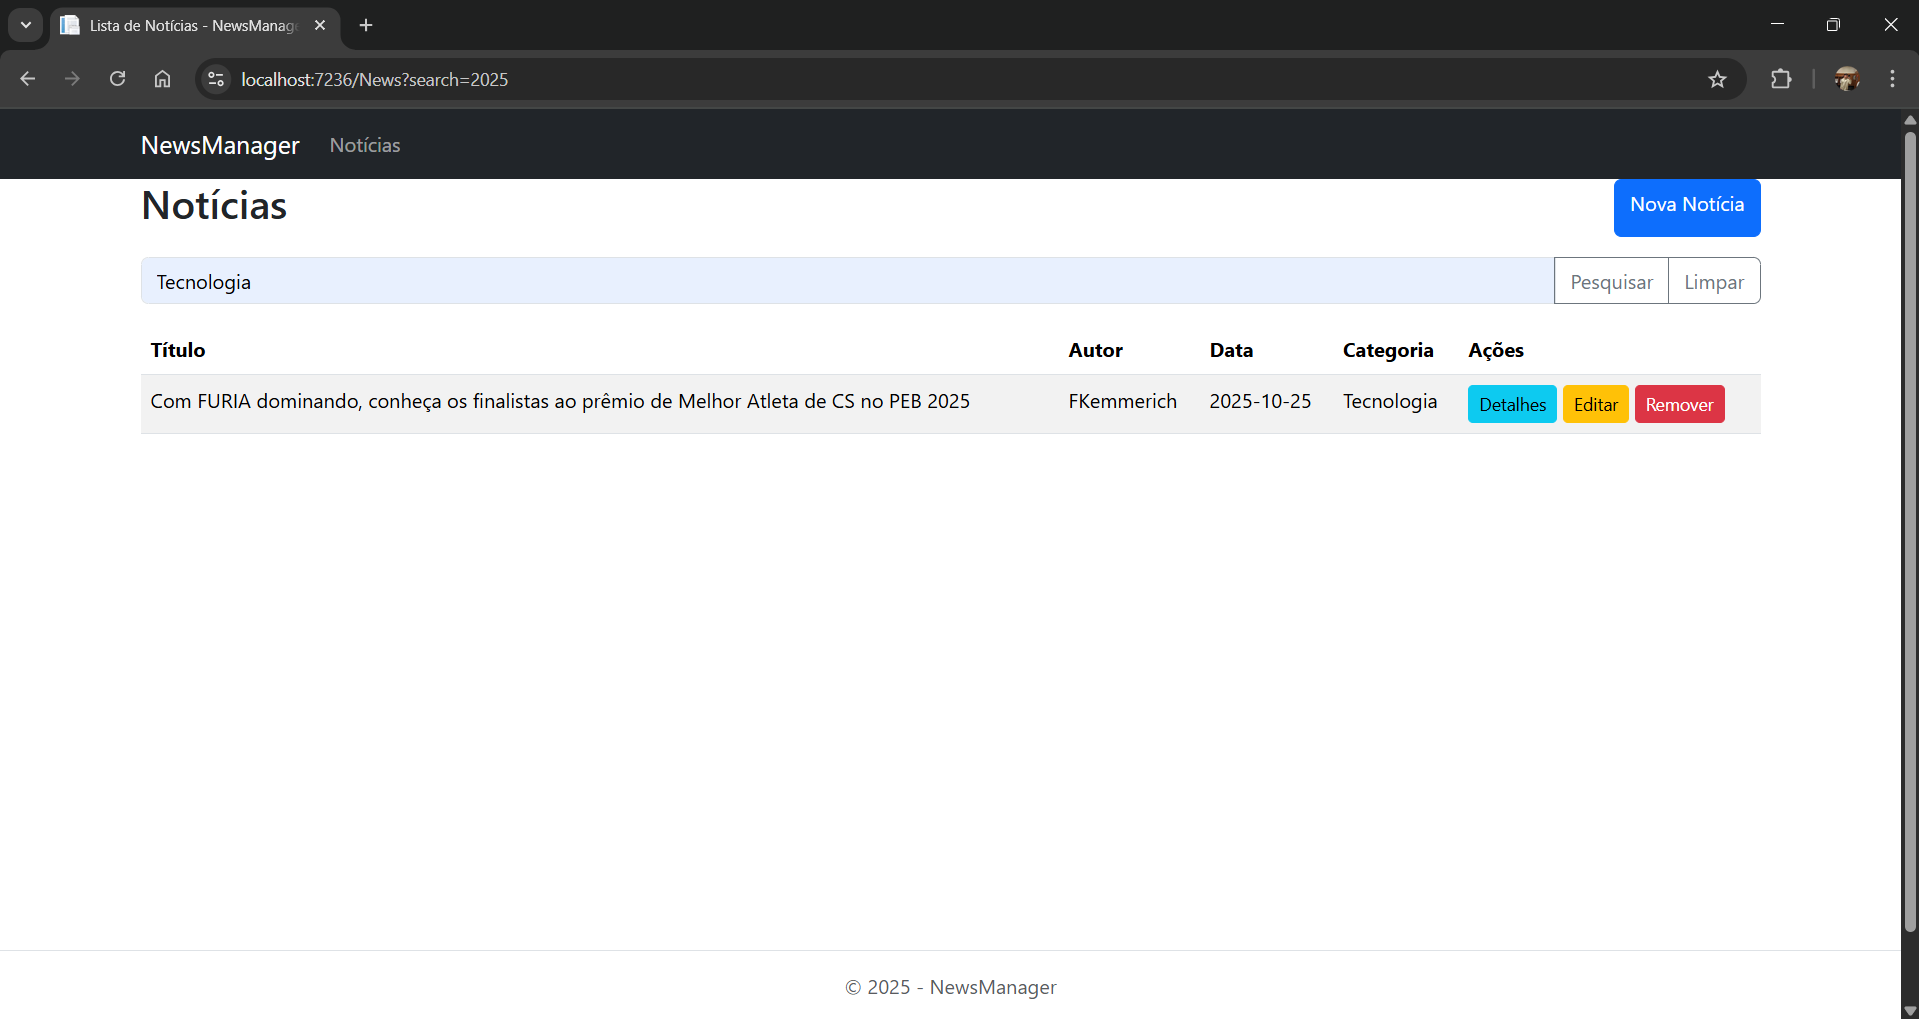 Lista de Notícias - NewsManag
localhost:7236/News?search=2025
NewsManager Notícias
Notícias
Nova Notícia
Tecnologia
Pesquisar
Limpar
Título Autor Data Categoria Ações
Com FURIA dominando, conheça os finalistas ao prêmio de Melhor Atleta de CS no PEB 2025 FKemmerich 2025-10-25 Tecnologia Detalhes Editar Remover
© 2025 - NewsManager